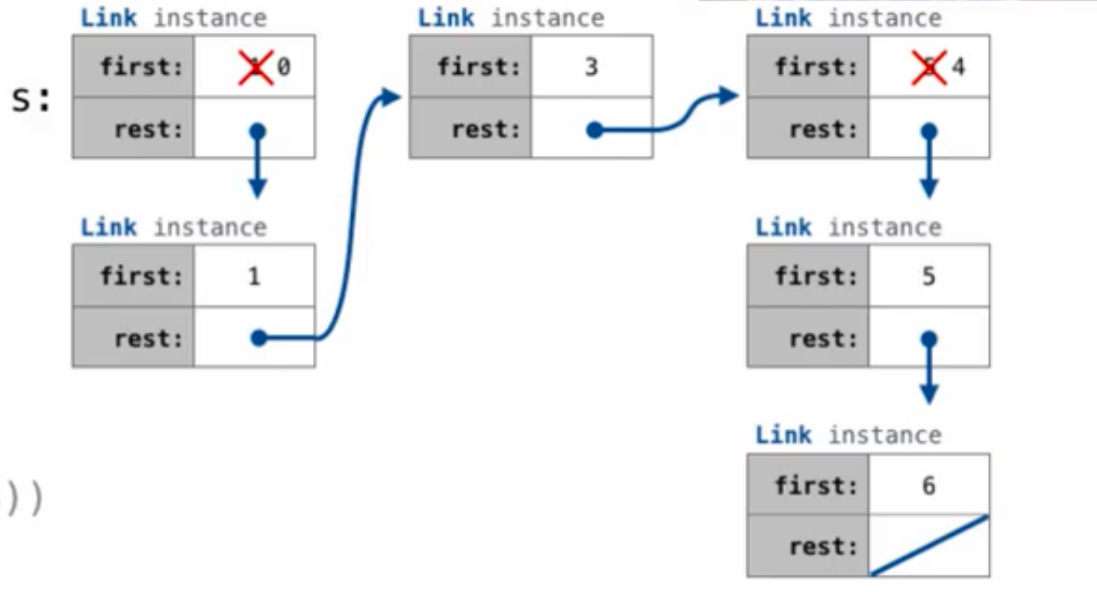 Link instance
first: 1 0
rest:
s:
Link instance
first: 1
rest:
Link instance
first: 3
rest:
Link instance
first: 5 4
rest:
Link instance
first: 5
rest:
Link instance
first: 6
rest:
))